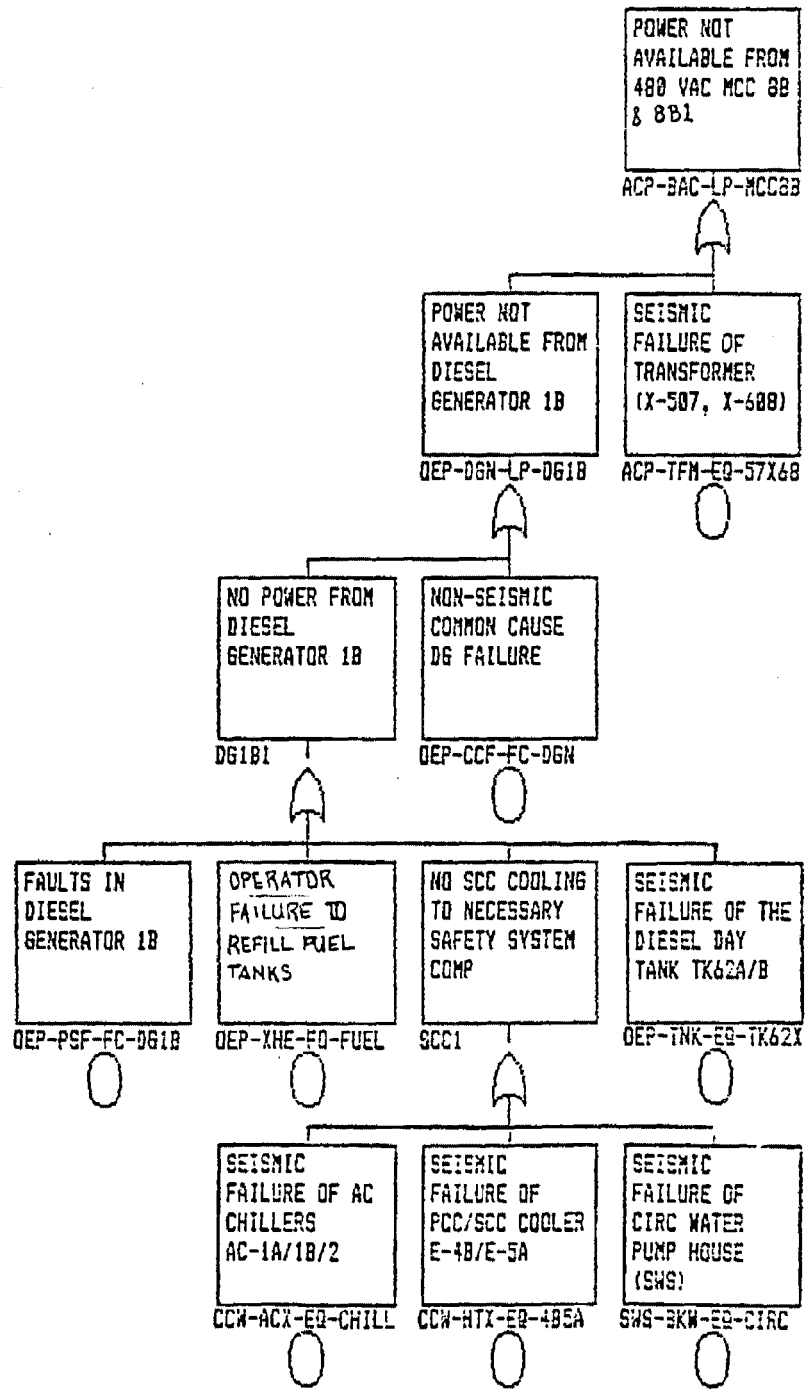 POWER NOT
AVAILABLE FROM
480 VAC MCC 8B
& 8B1
ACP-BAC-LP-MCC8B
POWER NOT
AVAILABLE FROM
DIESEL
GENERATOR 1B
OEP-DGN-LP-DG1B
SEISMIC
FAILURE OF
TRANSFORMER
(X-507, X-608)
ACP-TFM-EQ-57X68
NO POWER FROM
DIESEL
GENERATOR 1B
DG1B1
NON-SEISMIC
COMMON CAUSE
DG FAILURE
OEP-CCF-FC-DGN
FAULTS IN
DIESEL
GENERATOR 1B
OEP-PSF-FC-DG1B
OPERATOR
FAILURE TO
REFILL FUEL
TANKS
OEP-XHE-FO-FUEL
NO SCC COOLING
TO NECESSARY
SAFETY SYSTEM
COMP
SCC1
SEISMIC
FAILURE OF THE
DIESEL DAY
TANK TK62A/B
OEP-TNK-EQ-TK62X
SEISMIC
FAILURE OF AC
CHILLERS
AC-1A/1B/2
CCW-ACX-EQ-CHILL
SEISMIC
FAILURE OF
PCC/SCC COOLER
E-4B/E-5A
CCW-HTX-EQ-4B5A
SEISMIC
FAILURE OF
CIRC WATER
PUMP HOUSE
(SWS)
SWS-BKW-EQ-CIRC